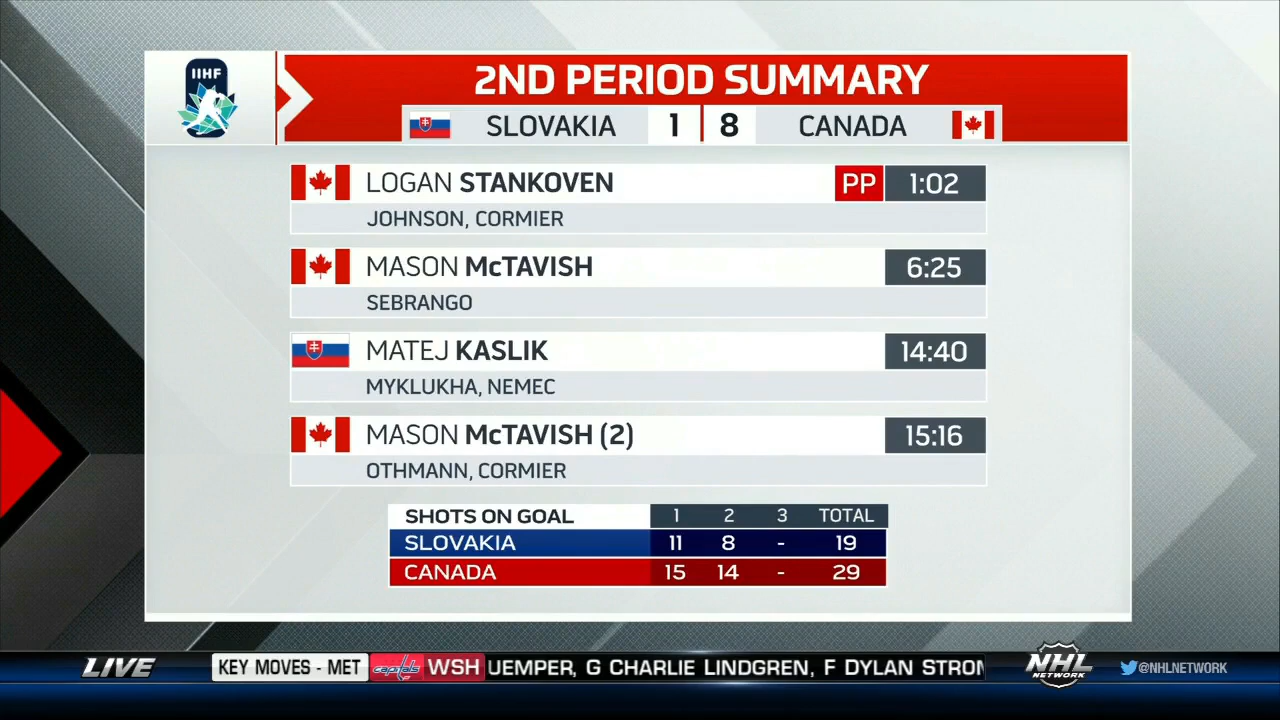 IIHF
2ND PERIOD SUMMARY
SLOVAKIA 1 8 CANADA
LOGAN STANKOVEN PP 1:02
JOHNSON, CORMIER
MASON McTAVISH 6:25
SEBRANGO
MATEJ KASLIK 14:40
MYKLUKHA, NEMEC
MASON McTAVISH (2) 15:16
OTHMANN, CORMIER
SHOTS ON GOAL 1 2 3 TOTAL
SLOVAKIA 11 8 - 19
CANADA 15 14 - 29
LIVE KEY MOVES - MET capitals WSH UEMPER, G CHARLIE LINDGREN, F DYLAN STRON NHL NETWORK @NHLNETWORK